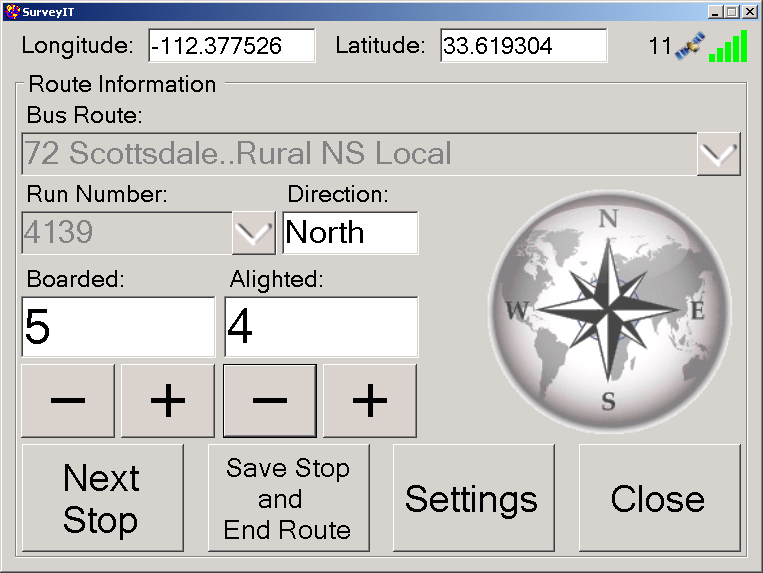 SurveyIT
Longitude: -112.377526 Latitude: 33.619304 11
Route Information
Bus Route:
72 Scottsdale..Rural NS Local
Run Number: Direction:
4139 North
Boarded: Alighted:
5 4
− + − +
N
W E
S
Next
Stop
Save Stop
and
End Route
Settings
Close